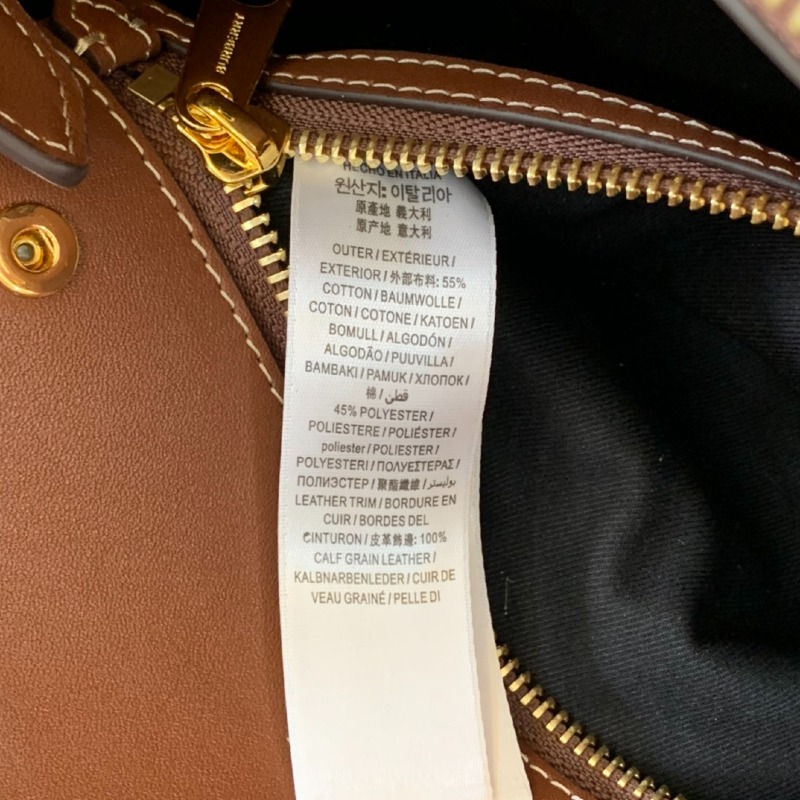 BURBERRY
HECHO EN ITALIA
원산지: 이탈리아
原產地 義大利
原产地 意大利
OUTER / EXTÉRIEUR /
EXTERIOR / 外部布料: 55%
COTTON / BAUMWOLLE /
COTON / COTONE / KATOEN /
BOMULL / ALGODÓN /
ALGODÃO / PUUVILLA /
BAMBAKI / PAMUK / ХЛОПОК /
棉 / قطن
45% POLYESTER /
POLIESTERE / POLIÉSTER /
poliester / POLIESTER /
POLYESTERI / ΠΟΛΥΕΣΤΕΡΑΣ /
ПОЛИЭСТЕР / 聚酯纖維 / بوليستر
LEATHER TRIM / BORDURE EN
CUIR / BORDES DEL
CINTURON / 皮革飾邊: 100%
CALF GRAIN LEATHER /
KALBNARBENLEDER / CUIR DE
VEAU GRAINÉ / PELLE DI